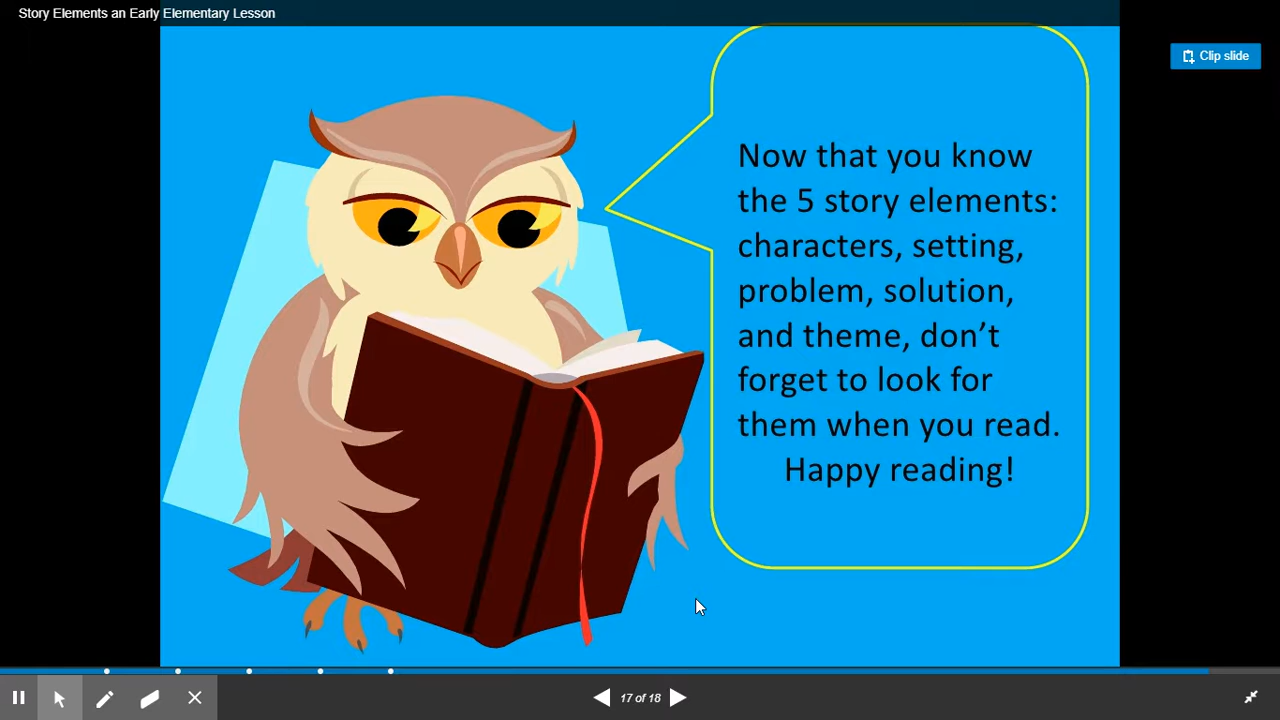 Story Elements an Early Elementary Lesson
Clip slide
Now that you know
the 5 story elements:
characters, setting,
problem, solution,
and theme, don’t
forget to look for
them when you read.
Happy reading!
17 of 18